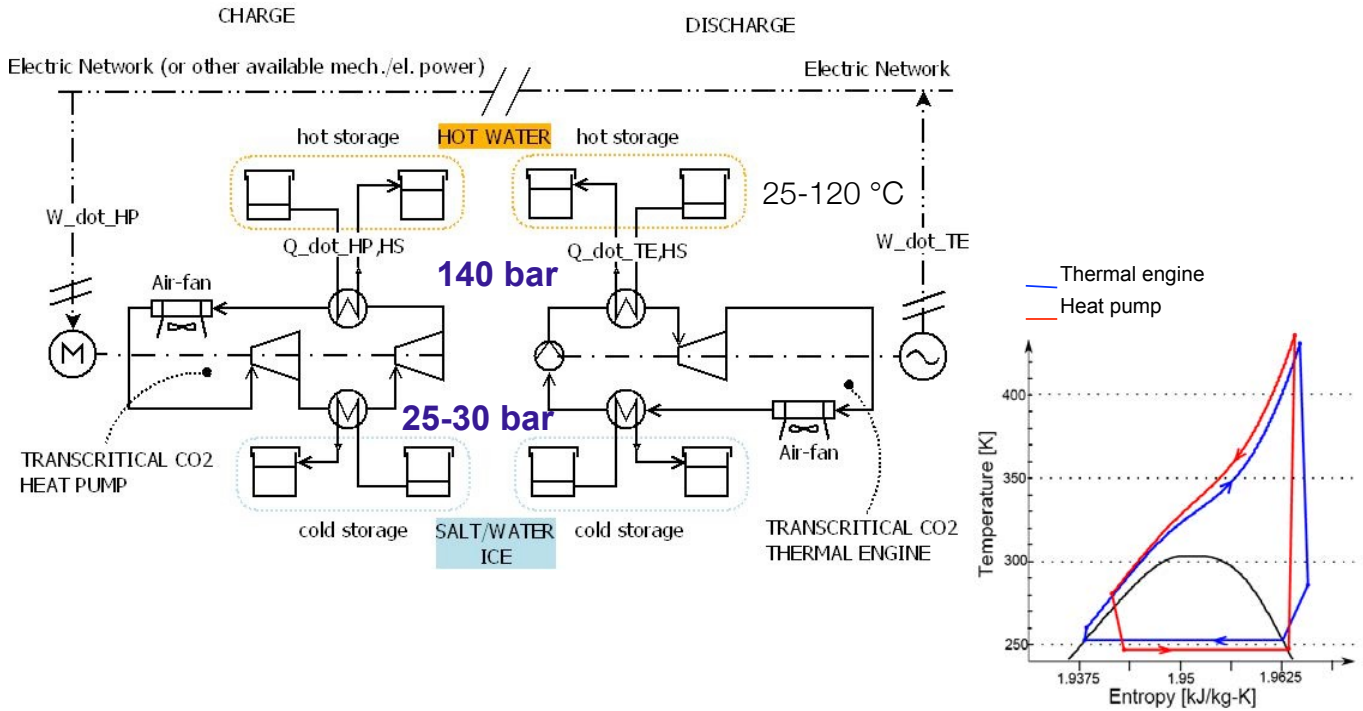 CHARGE
DISCHARGE
Electric Network (or other available mech./el. power)
Electric Network
hot storage
HOT WATER
hot storage
25-120 °C
W_dot_HP
Q_dot_HP,HS
Q_dot_TE,HS
W_dot_TE
140 bar
Air-fan
M
25-30 bar
Air-fan
TRANSCRITICAL CO2
HEAT PUMP
cold storage
SALT/WATER
ICE
cold storage
TRANSCRITICAL CO2
THERMAL ENGINE
Thermal engine
Heat pump
Temperature [K]
400
350
300
250
1.9375
1.95
1.9625
Entropy [kJ/kg-K]